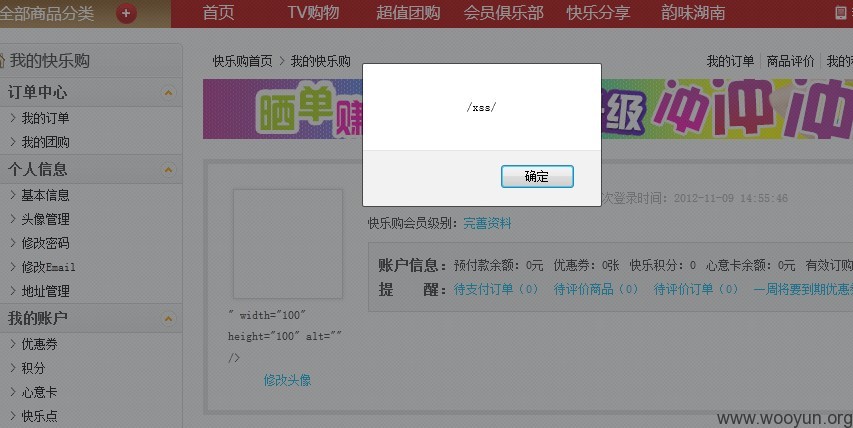 全部商品分类 首页 TV购物 超值团购 会员俱乐部 快乐分享 韵味湖南
我的快乐购
快乐购首页 > 我的快乐购
我的订单 商品评价
订单中心
我的订单
我的团购
个人信息
基本信息
头像管理
修改密码
修改Email
地址管理
我的账户
优惠券
积分
心意卡
快乐点
晒单赚
级 冲 冲 冲
/xss/
确定
次登录时间：2012-11-09 14:55:46
快乐购会员级别：完善资料
账户信息：预付款余额：0元 优惠券：0张 快乐积分：0 心意卡余额：0元 有效订购
提 醒：待支付订单（0） 待评价商品（0） 待评价订单（0） 一周将要到期优惠
" width="100"
height="100" alt=""
/>
修改头像
www.wooyun.org